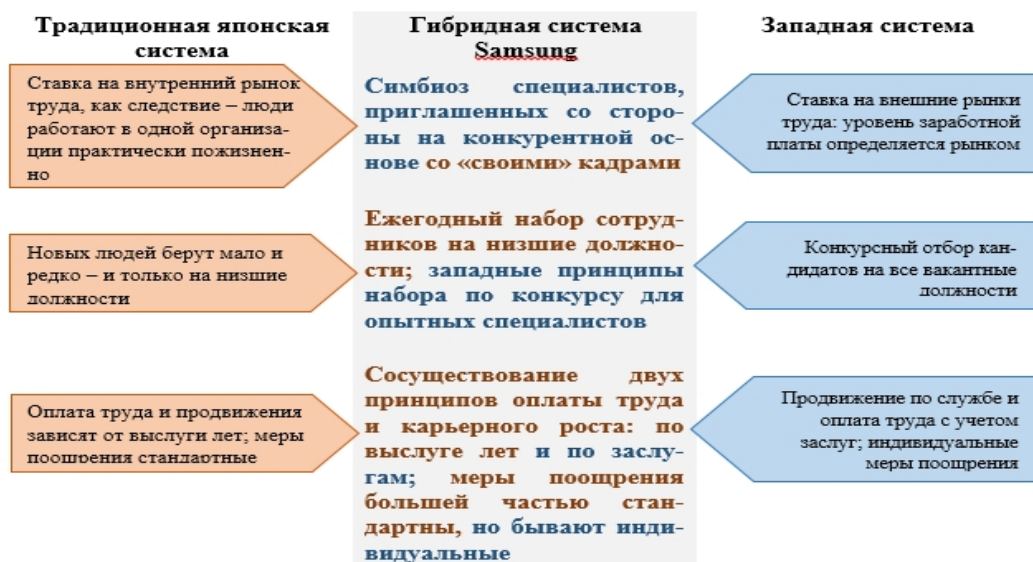 Традиционная японская
система
Гибридная система
Samsung
Западная система
Ставка на внутренний рынок
труда, как следствие – люди
работают в одной организа-
ции практически пожизнен-
но
Симбиоз специалистов,
приглашенных со сторо-
ны на конкурентной ос-
нове со «своими» кадрами
Ставка на внешние рынки
труда: уровень заработной
платы определяется рынком
Новых людей берут мало и
редко – и только на низшие
должности
Ежегодный набор сотруд-
ников на низшие должно-
сти; западные принципы
набора по конкурсу для
опытных специалистов
Конкурсный отбор кан-
дидатов на все вакантные
должности
Оплата труда и продвижения
зависят от выслуги лет; меры
поощрения стандартные
Сосуществование двух
принципов оплаты труда
и карьерного роста: по
выслуге лет и по заслу-
гам; меры поощрения
большей частью стан-
дартны, но бывают инди-
видуальные
Продвижение по службе и
оплата труда с учетом
заслуг; индивидуальные
меры поощрения